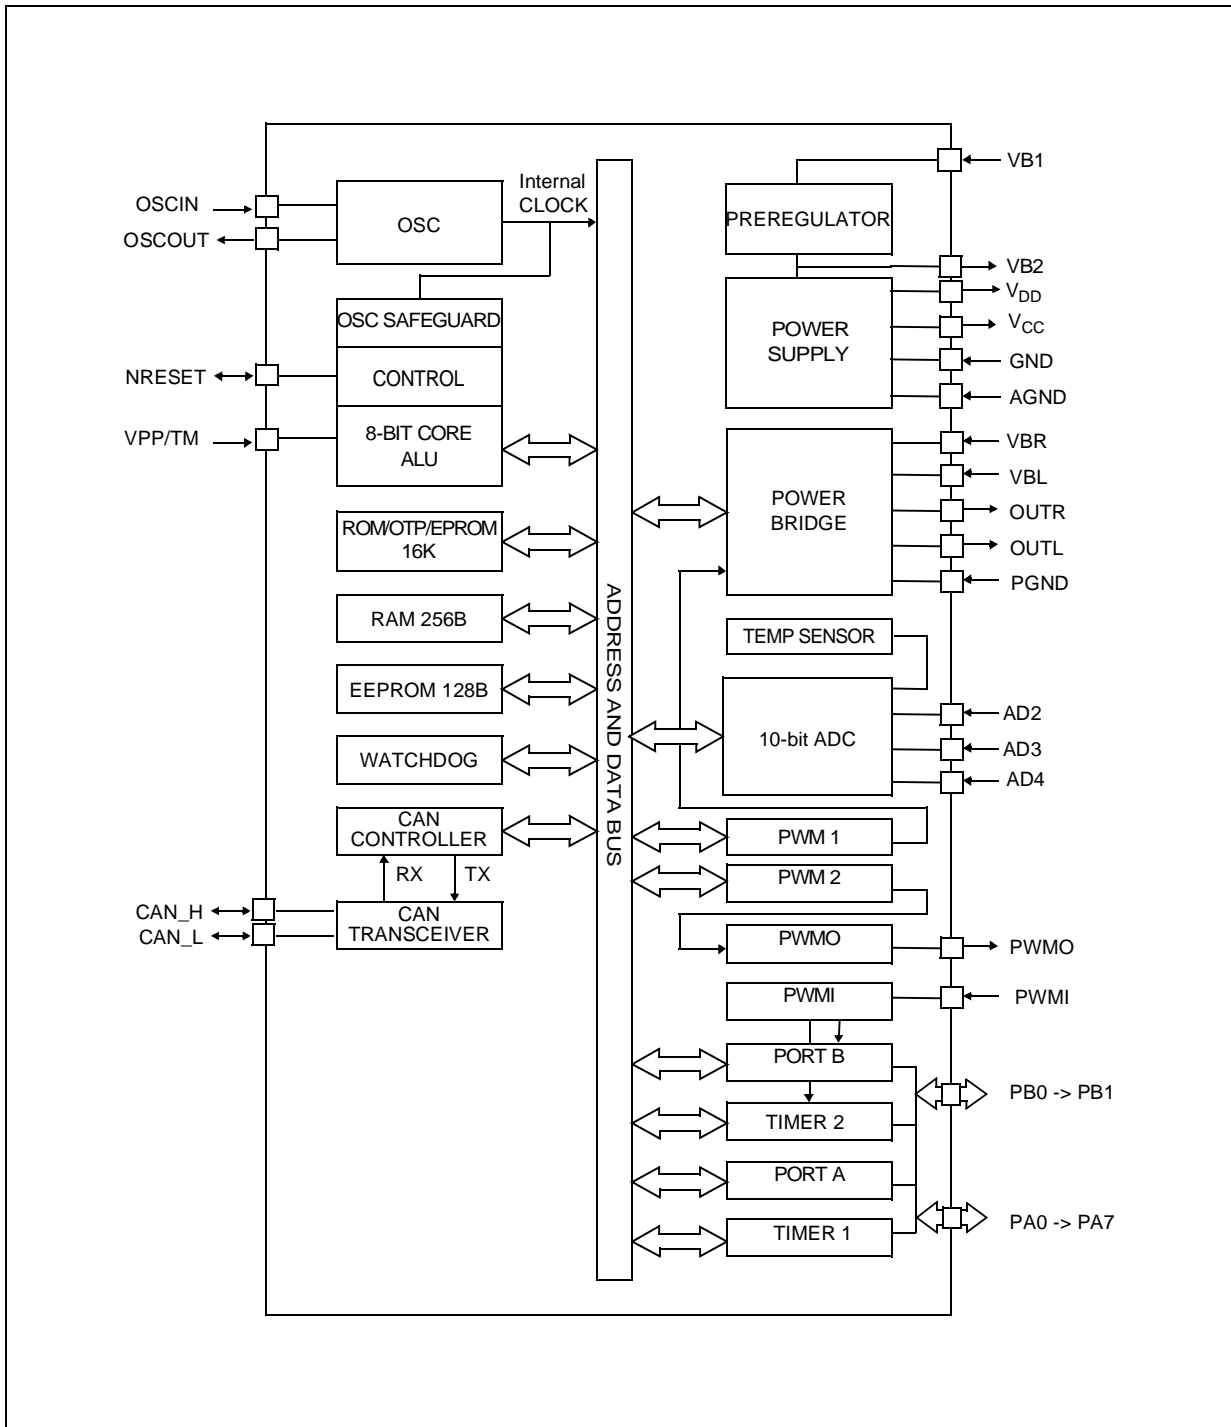 OSCIN
OSCOUT
OSC
Internal
CLOCK
OSC SAFEGUARD
NRESET
CONTROL
VPP/TM
8-BIT CORE
ALU
ROM/OTP/EPROM
16K
RAM 256B
EEPROM 128B
WATCHDOG
CAN
CONTROLLER
RX
TX
CAN_H
CAN_L
CAN
TRANSCEIVER
ADDRESS AND DATA BUS
VB1
PREREGULATOR
VB2
VDD
VCC
POWER
SUPPLY
GND
AGND
VBR
VBL
POWER
BRIDGE
OUTR
OUTL
PGND
TEMP SENSOR
10-bit ADC
AD2
AD3
AD4
PWM 1
PWM 2
PWMO
PWMO
PWMI
PWMI
PORT B
PB0 -> PB1
TIMER 2
PORT A
PA0 -> PA7
TIMER 1